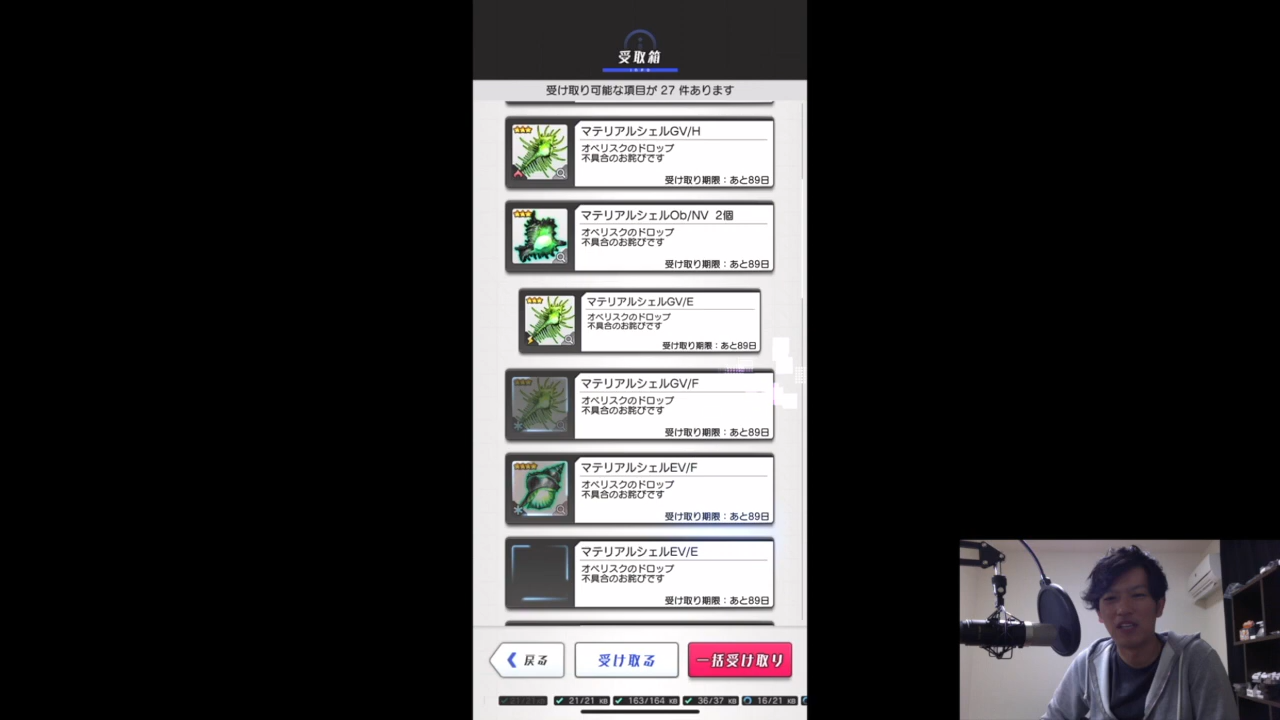 受取箱
受け取り可能な項目が 27 件あります
マテリアルシェルGV/H
オベリスクのドロップ
不具合のお詫びです
受け取り期限：あと89日
マテリアルシェルOb/NV 2個
オベリスクのドロップ
不具合のお詫びです
受け取り期限：あと89日
マテリアルシェルGV/E
オベリスクのドロップ
不具合のお詫びです
受け取り期限：あと89日
マテリアルシェルGV/F
オベリスクのドロップ
不具合のお詫びです
受け取り期限：あと89日
マテリアルシェルEV/F
オベリスクのドロップ
不具合のお詫びです
受け取り期限：あと89日
マテリアルシェルEV/E
オベリスクのドロップ
不具合のお詫びです
受け取り期限：あと89日
戻る
受け取る
一括受け取り
21/21 KB 163/164 KB 36/37 KB 16/21 KB